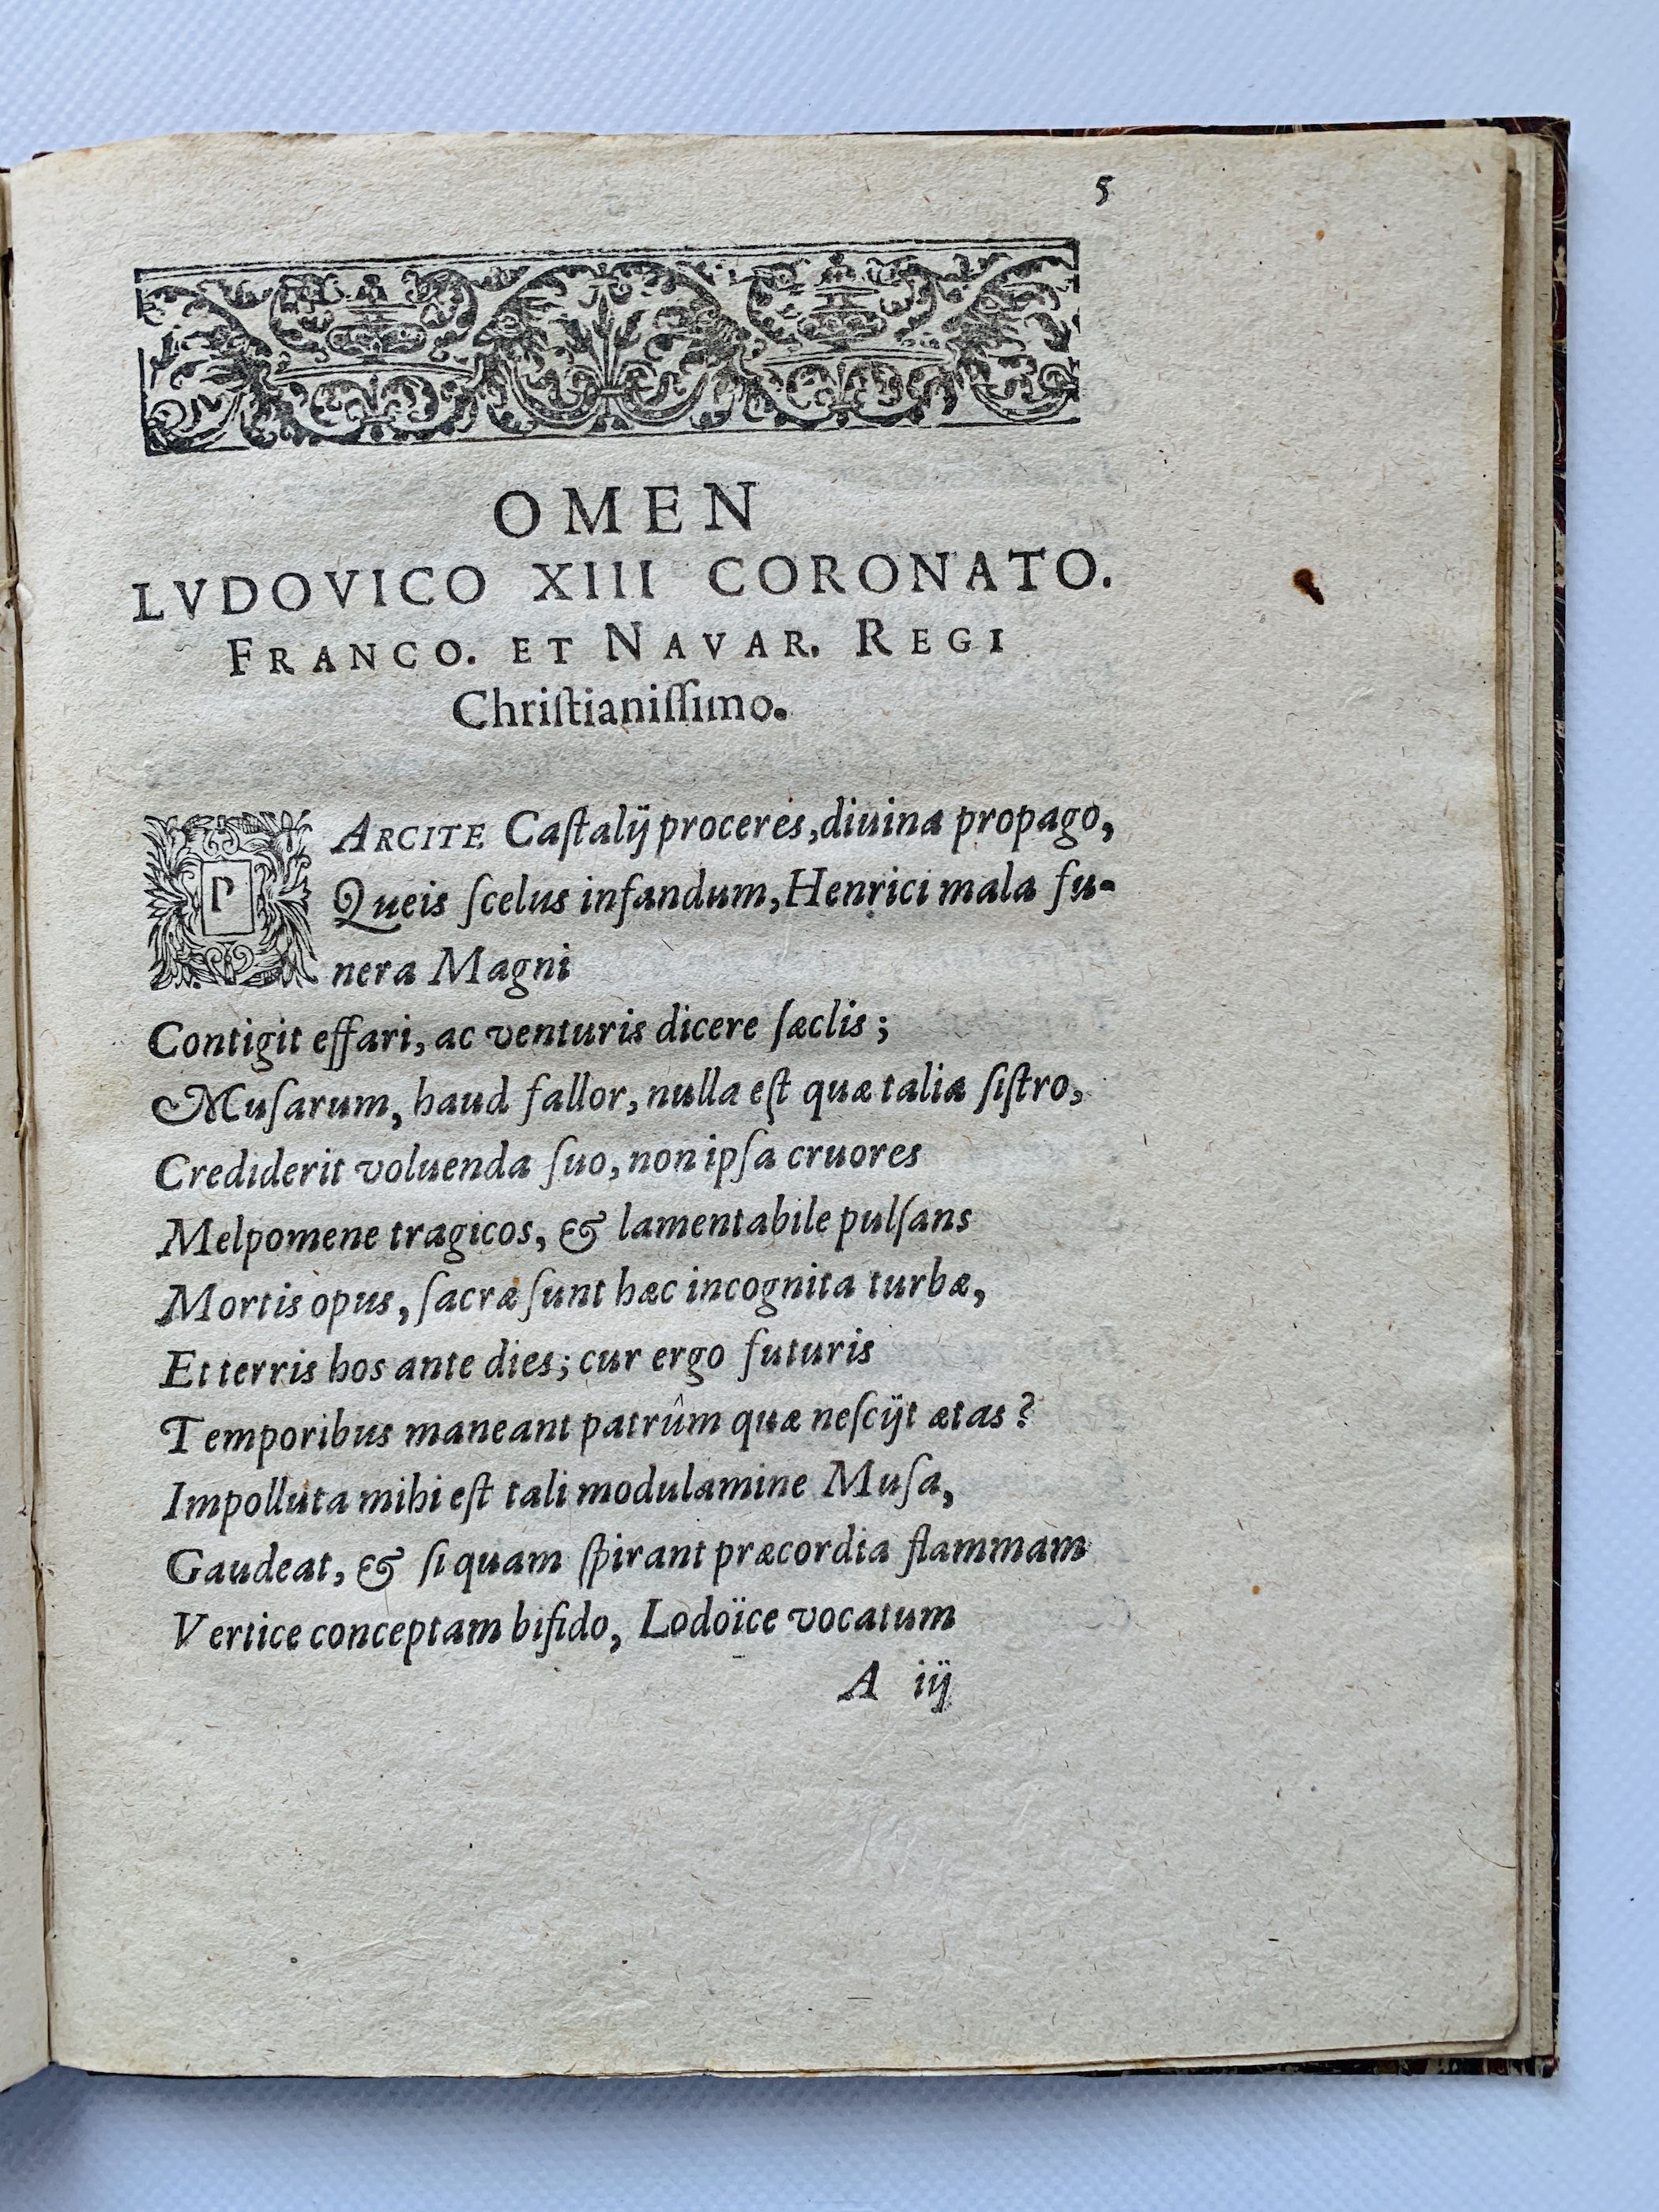 5
OMEN
LVDOVICO XIII CORONATO.
FRANCO. ET NAVAR. REGI
Chriſtianiſſimo.
PARCITE Caſtalij proceres, diuina propago,
Queis ſcelus infandum, Henrici mala fu-
nera Magni
Contigit effari, ac venturis dicere ſæclis;
Muſarum, haud fallor, nulla eſt quæ talia ſiſtro,
Crediderit voluenda ſuo, non ipſa cruores
Melpomene tragicos, & lamentabile pulſans
Mortis opus, ſacræ ſunt hæc incognita turbæ,
Et terris hos ante dies; cur ergo futuris
Temporibus maneant patrûm quæ neſcijt ætas?
Impolluta mihi eſt tali modulamine Muſa,
Gaudeat, & ſi quam ſpirant præcordia flammam
Vertice conceptam bifido, Lodoïce vocatum
A iij